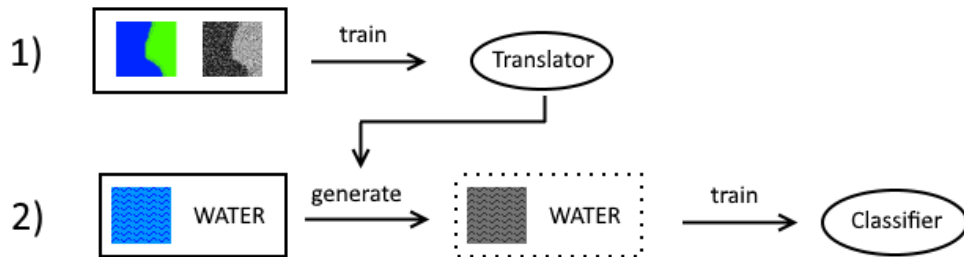 1)
train
Translator
2)
WATER
generate
WATER
train
Classifier